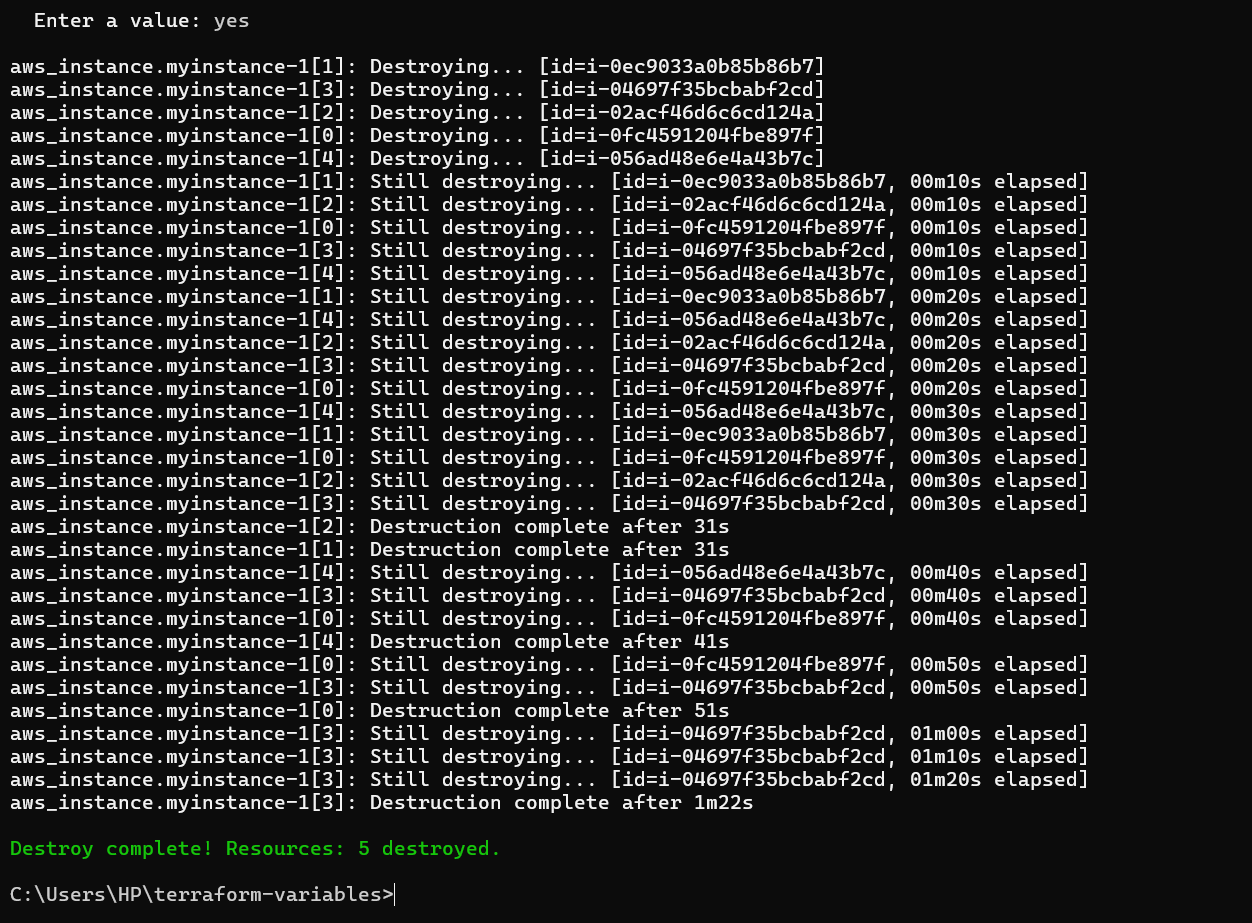 Enter a value: yes
aws_instance.myinstance-1[1]: Destroying... [id=i-0ec9033a0b85b86b7]
aws_instance.myinstance-1[3]: Destroying... [id=i-04697f35bcbabf2cd]
aws_instance.myinstance-1[2]: Destroying... [id=i-02acf46d6c6cd124a]
aws_instance.myinstance-1[0]: Destroying... [id=i-0fc4591204fbe897f]
aws_instance.myinstance-1[4]: Destroying... [id=i-056ad48e6e4a43b7c]
aws_instance.myinstance-1[1]: Still destroying... [id=i-0ec9033a0b85b86b7, 00m10s elapsed]
aws_instance.myinstance-1[2]: Still destroying... [id=i-02acf46d6c6cd124a, 00m10s elapsed]
aws_instance.myinstance-1[0]: Still destroying... [id=i-0fc4591204fbe897f, 00m10s elapsed]
aws_instance.myinstance-1[3]: Still destroying... [id=i-04697f35bcbabf2cd, 00m10s elapsed]
aws_instance.myinstance-1[4]: Still destroying... [id=i-056ad48e6e4a43b7c, 00m10s elapsed]
aws_instance.myinstance-1[1]: Still destroying... [id=i-0ec9033a0b85b86b7, 00m20s elapsed]
aws_instance.myinstance-1[4]: Still destroying... [id=i-056ad48e6e4a43b7c, 00m20s elapsed]
aws_instance.myinstance-1[2]: Still destroying... [id=i-02acf46d6c6cd124a, 00m20s elapsed]
aws_instance.myinstance-1[3]: Still destroying... [id=i-04697f35bcbabf2cd, 00m20s elapsed]
aws_instance.myinstance-1[0]: Still destroying... [id=i-0fc4591204fbe897f, 00m20s elapsed]
aws_instance.myinstance-1[4]: Still destroying... [id=i-056ad48e6e4a43b7c, 00m30s elapsed]
aws_instance.myinstance-1[1]: Still destroying... [id=i-0ec9033a0b85b86b7, 00m30s elapsed]
aws_instance.myinstance-1[0]: Still destroying... [id=i-0fc4591204fbe897f, 00m30s elapsed]
aws_instance.myinstance-1[2]: Still destroying... [id=i-02acf46d6c6cd124a, 00m30s elapsed]
aws_instance.myinstance-1[3]: Still destroying... [id=i-04697f35bcbabf2cd, 00m30s elapsed]
aws_instance.myinstance-1[2]: Destruction complete after 31s
aws_instance.myinstance-1[1]: Destruction complete after 31s
aws_instance.myinstance-1[4]: Still destroying... [id=i-056ad48e6e4a43b7c, 00m40s elapsed]
aws_instance.myinstance-1[3]: Still destroying... [id=i-04697f35bcbabf2cd, 00m40s elapsed]
aws_instance.myinstance-1[0]: Still destroying... [id=i-0fc4591204fbe897f, 00m40s elapsed]
aws_instance.myinstance-1[4]: Destruction complete after 41s
aws_instance.myinstance-1[0]: Still destroying... [id=i-0fc4591204fbe897f, 00m50s elapsed]
aws_instance.myinstance-1[3]: Still destroying... [id=i-04697f35bcbabf2cd, 00m50s elapsed]
aws_instance.myinstance-1[0]: Destruction complete after 51s
aws_instance.myinstance-1[3]: Still destroying... [id=i-04697f35bcbabf2cd, 01m00s elapsed]
aws_instance.myinstance-1[3]: Still destroying... [id=i-04697f35bcbabf2cd, 01m10s elapsed]
aws_instance.myinstance-1[3]: Still destroying... [id=i-04697f35bcbabf2cd, 01m20s elapsed]
aws_instance.myinstance-1[3]: Destruction complete after 1m22s
Destroy complete! Resources: 5 destroyed.
C:\Users\HP\terraform-variables>